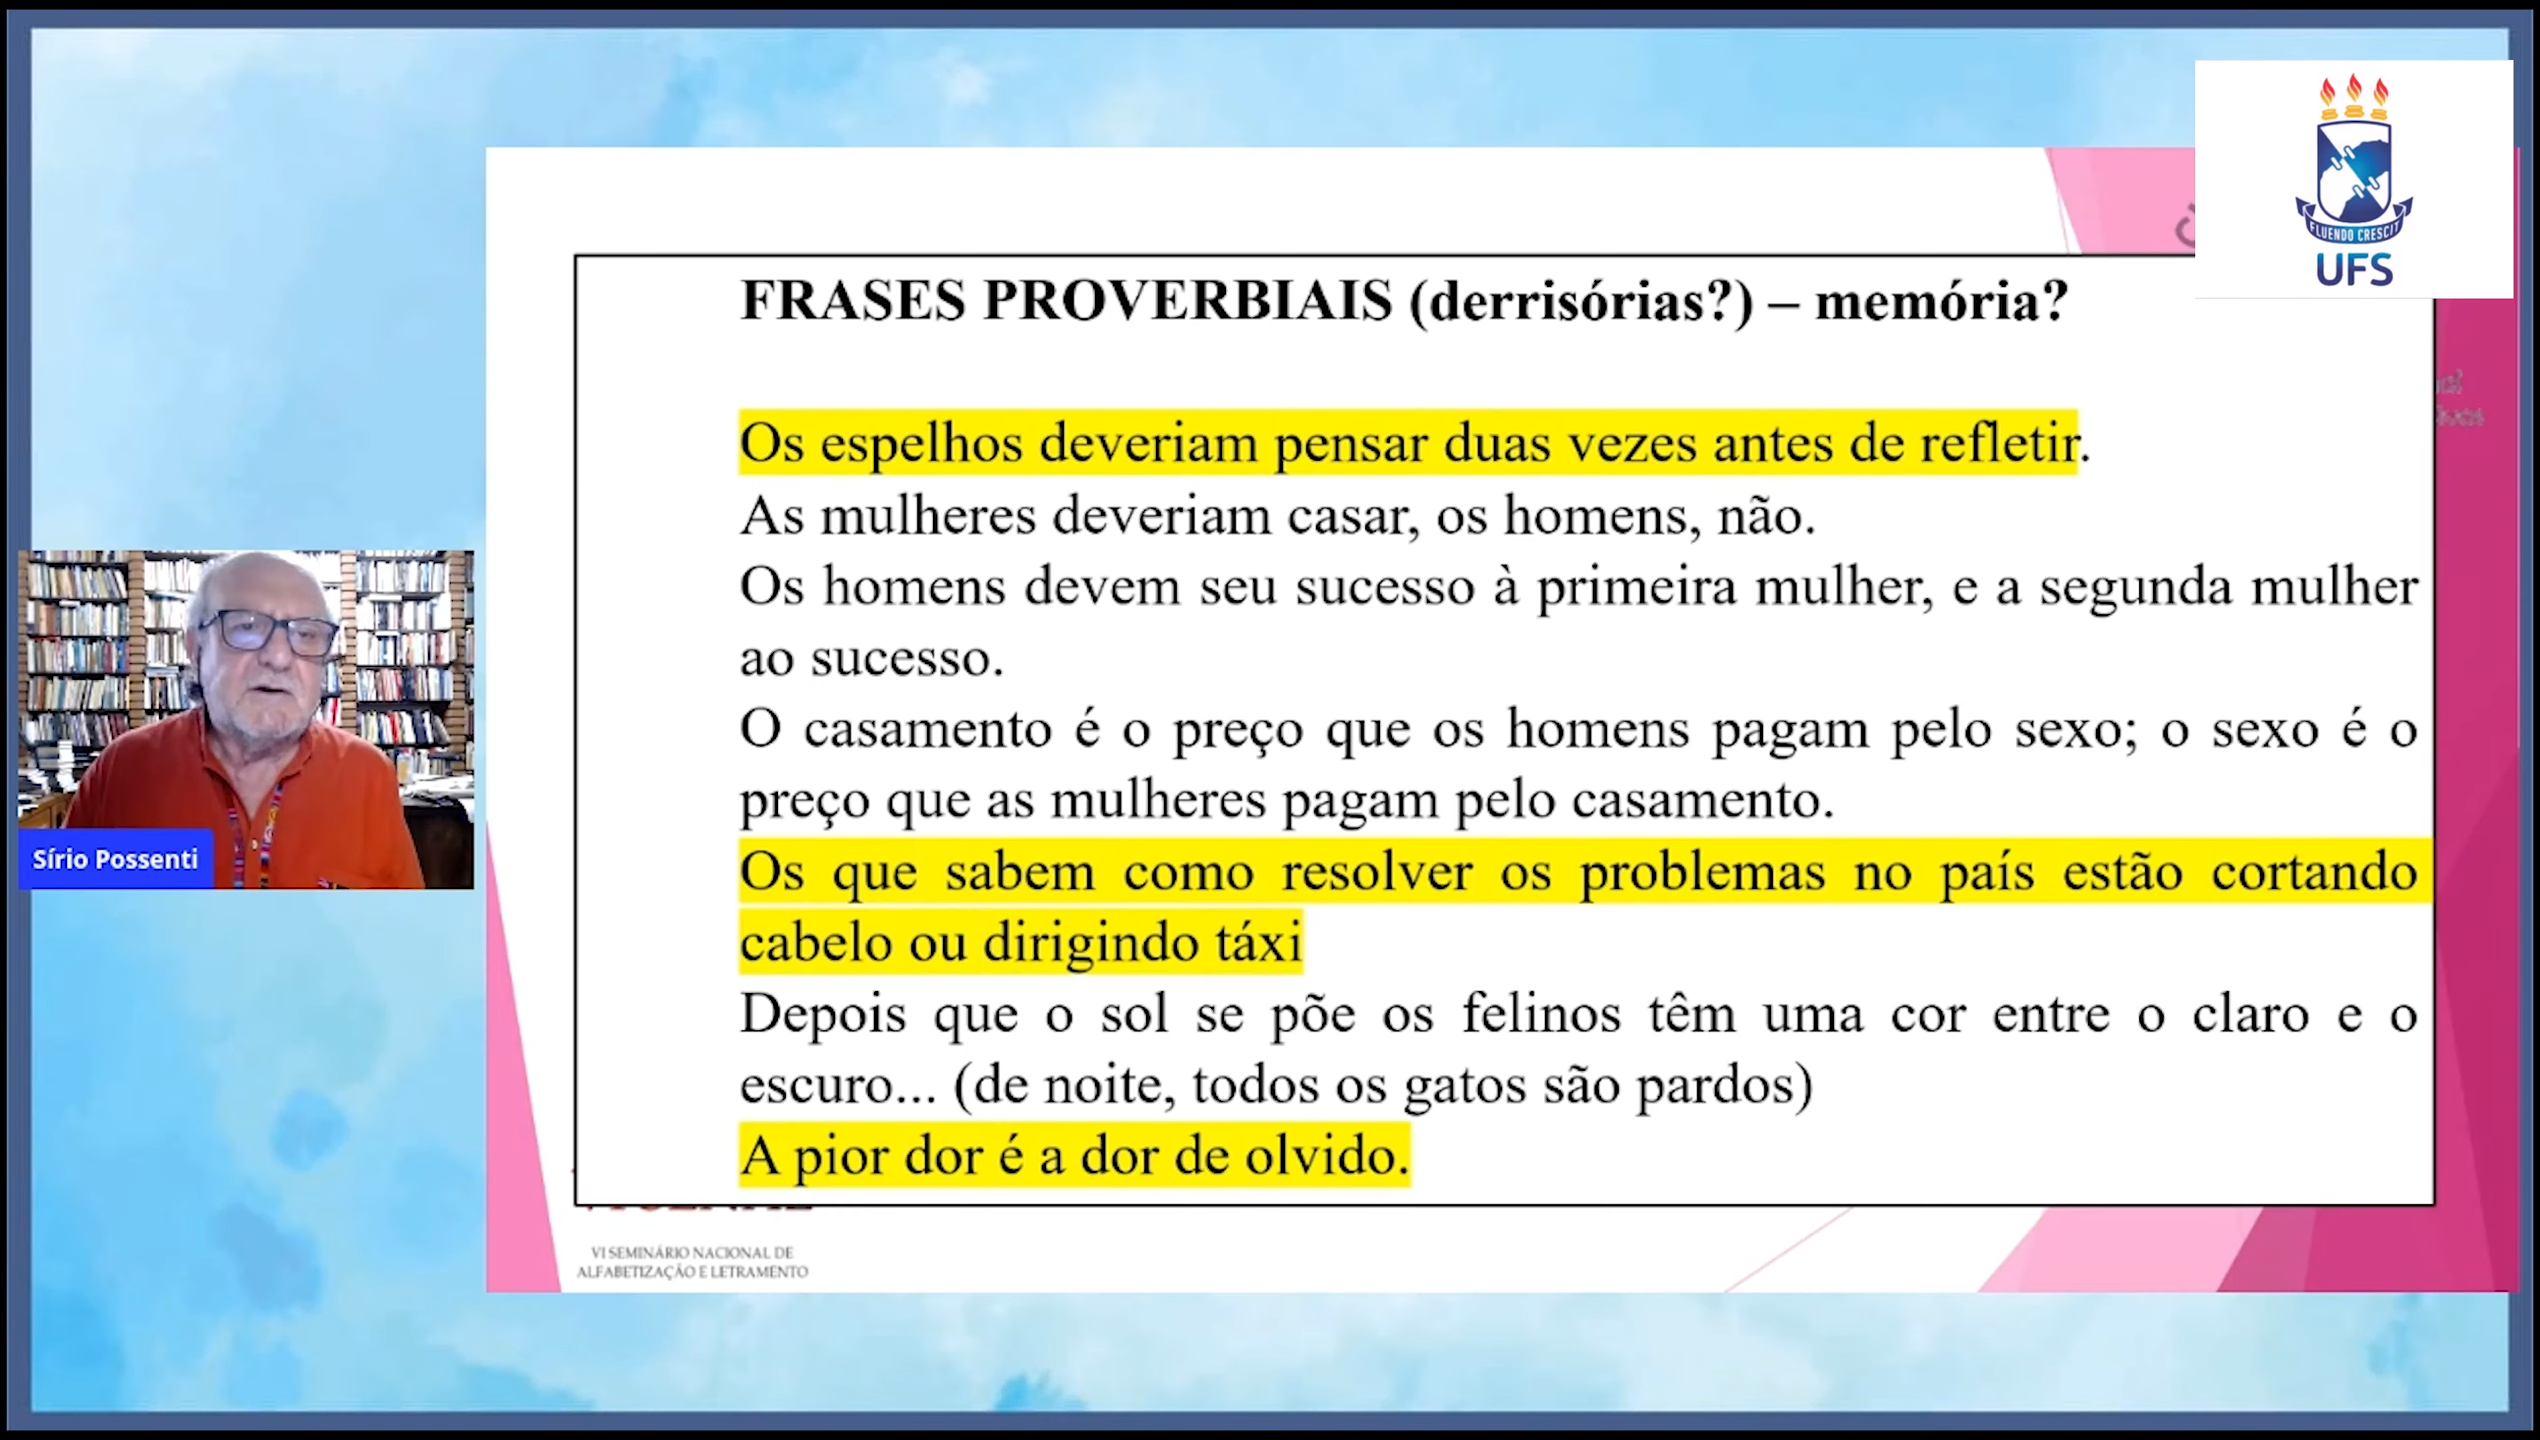 FLUENDO CRESCIT
UFS
FRASES PROVERBIAIS (derrisórias?) – memória?
Os espelhos deveriam pensar duas vezes antes de refletir.
As mulheres deveriam casar, os homens, não.
Os homens devem seu sucesso à primeira mulher, e a segunda mulher
ao sucesso.
O casamento é o preço que os homens pagam pelo sexo; o sexo é o
preço que as mulheres pagam pelo casamento.
Os que sabem como resolver os problemas no país estão cortando
cabelo ou dirigindo táxi
Depois que o sol se põe os felinos têm uma cor entre o claro e o
escuro... (de noite, todos os gatos são pardos)
A pior dor é a dor de olvido.
Sírio Possenti
VI SEMINÁRIO NACIONAL DE
ALFABETIZAÇÃO E LETRAMENTO